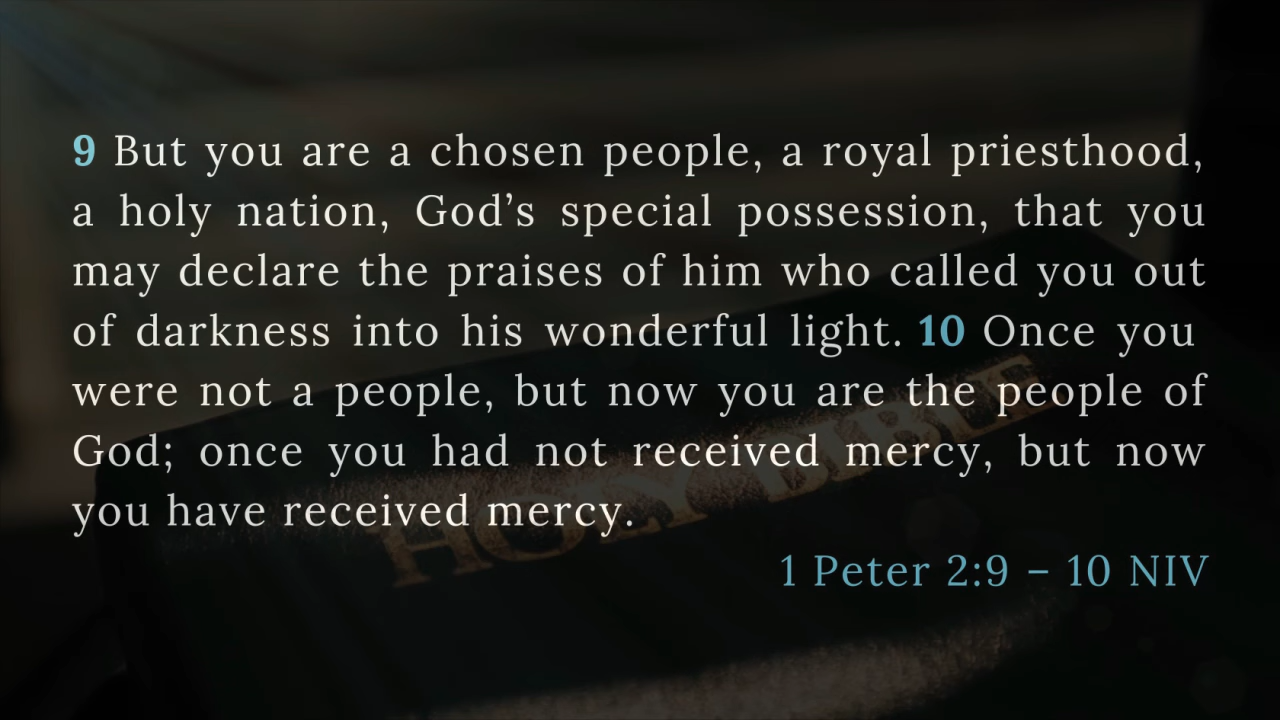 9 But you are a chosen people, a royal priesthood,
a holy nation, God’s special possession, that you
may declare the praises of him who called you out
of darkness into his wonderful light. 10 Once you
were not a people, but now you are the people of
God; once you had not received mercy, but now
you have received mercy.
1 Peter 2:9 – 10 NIV
HOLY BIBLE